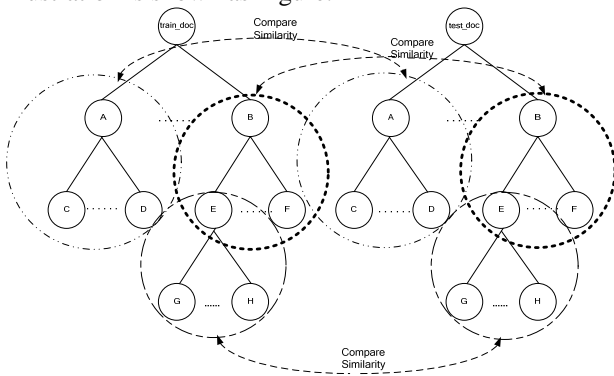 train_doc
test_doc
Compare
Similarity
Compare
Similarity
A ...... B
A ...... B
C ...... D
E ...... F
C ...... D
E ...... F
G ...... H
G ...... H
Compare
Similarity